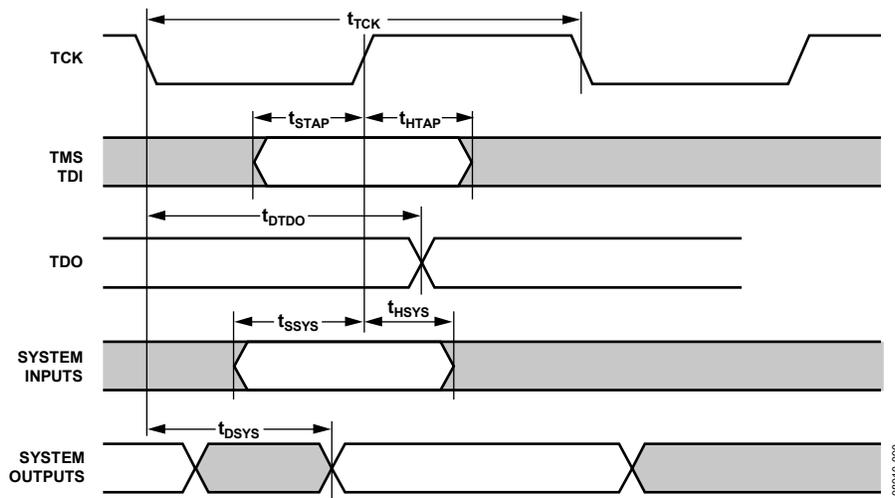 tTCK
TCK
tSTAP
tHTAP
TMS
TDI
tDTDO
TDO
tSSYS
tHSYS
SYSTEM
INPUTS
tDSYS
SYSTEM
OUTPUTS